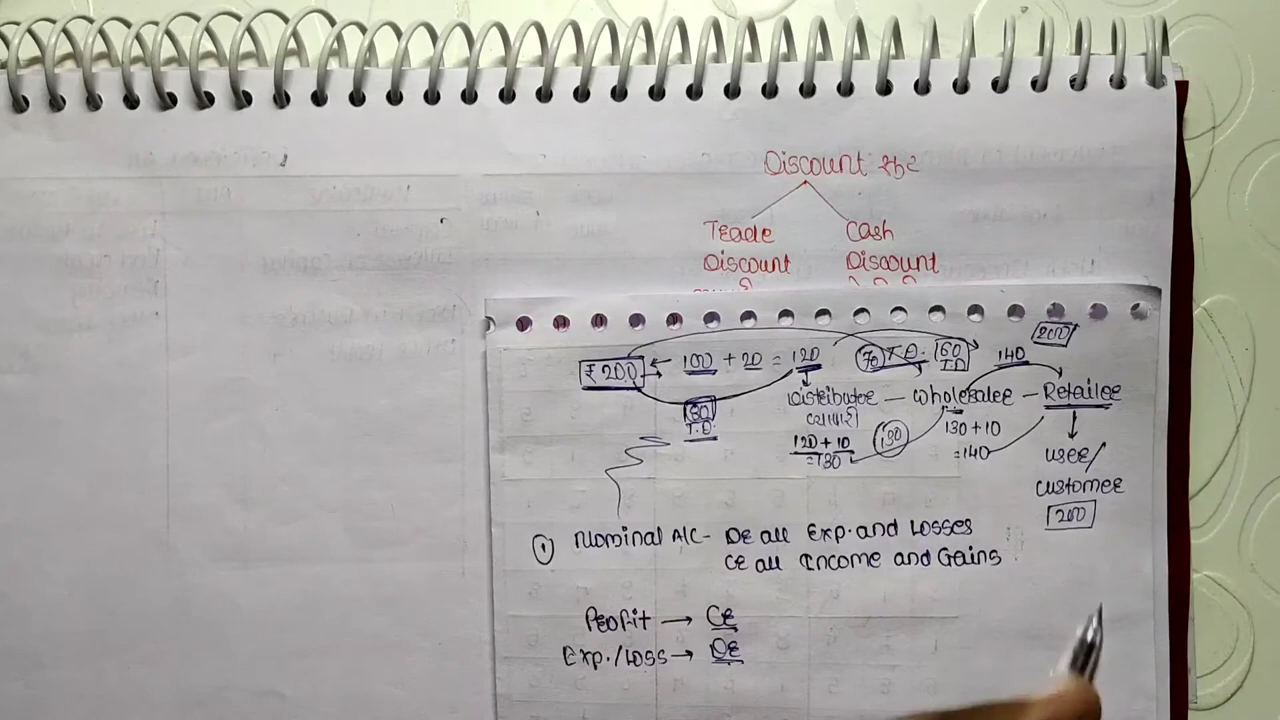 Discount સૂટ
Trade Cash
Discount Discount
200
₹200 100 + 20 = 120 70 T.D. 60 T.D. 140
80 T.D.
Distributor — Wholesaler — Retailer
વ્યાપારી
120+10 =130 130 130+10 =140
user/
customer
200
① Nominal A/C - Dr all Exp. and Losses
Cr all Income and Gains
Profit → Cr
Exp./Loss → Dr